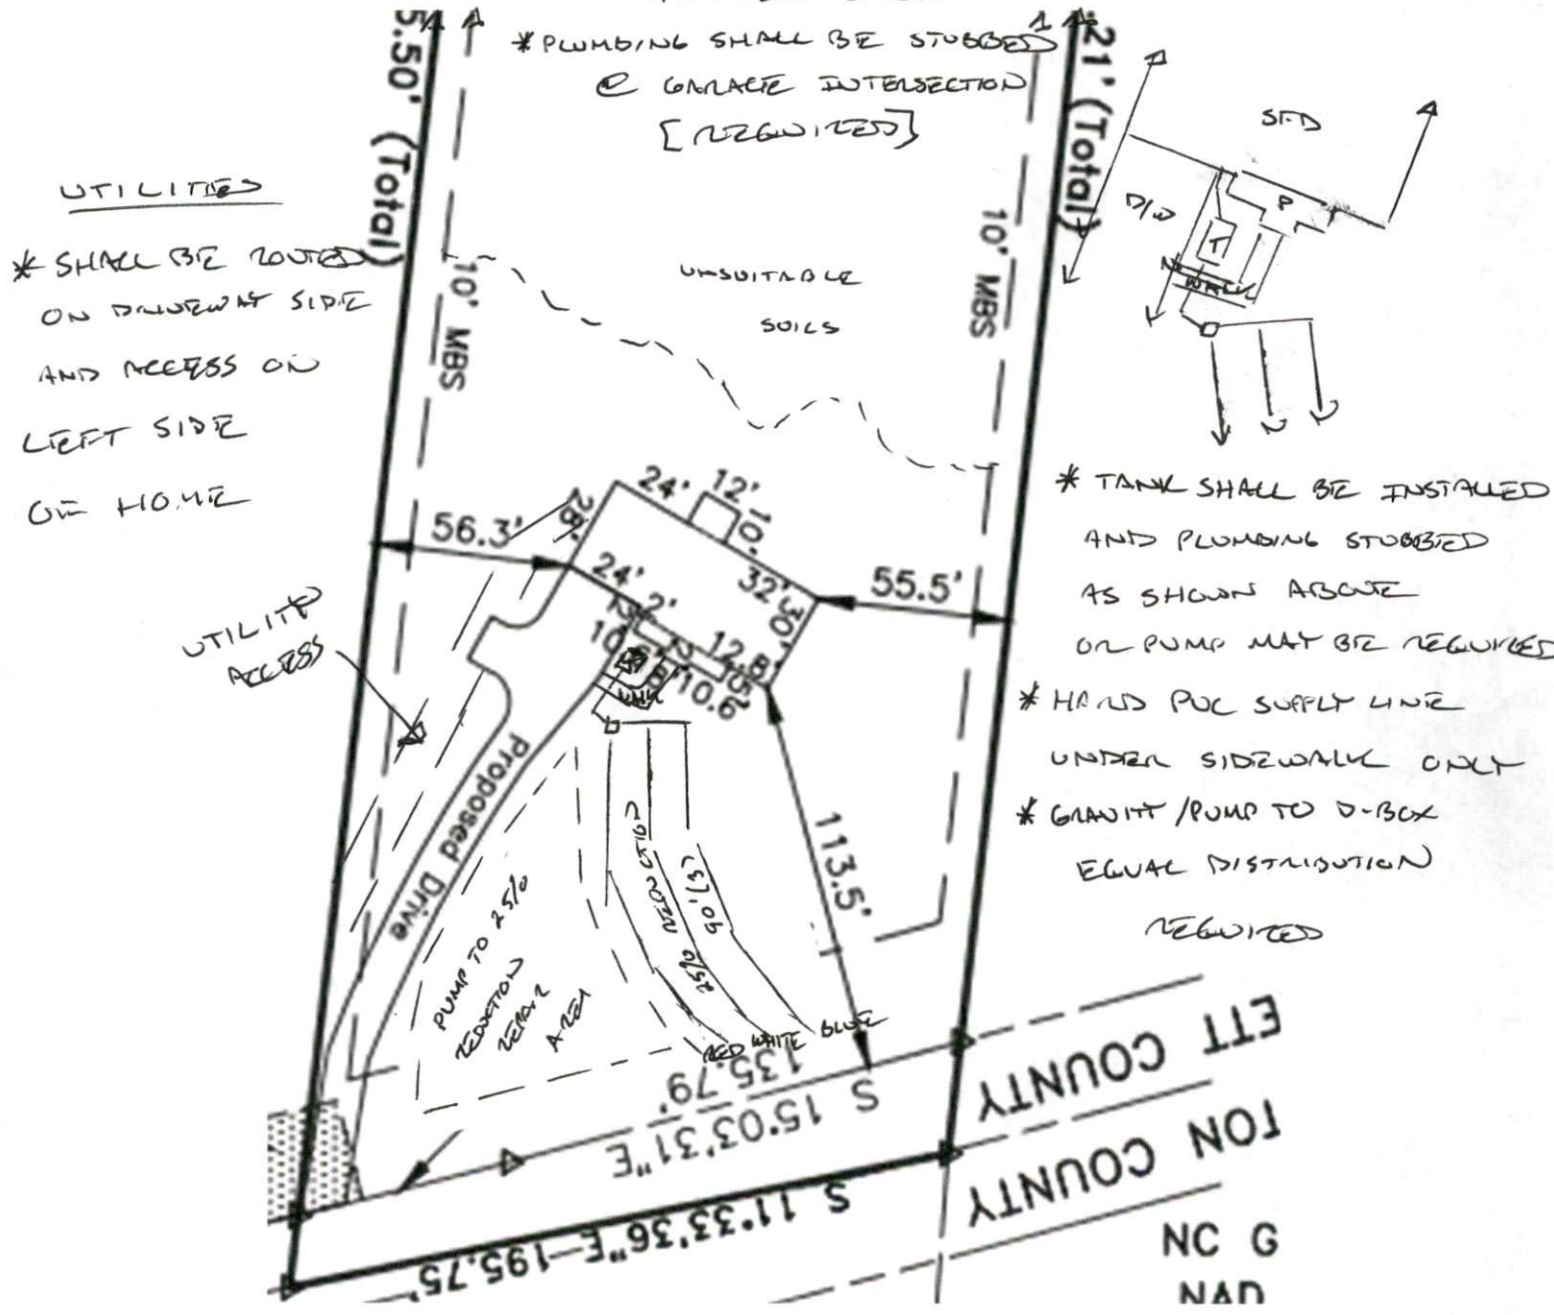 5.50' (Total)
.21' (Total)
* PLUMBING SHALL BE STUBBED
@ GARAGE INTERSECTION
[REQUIRED]
UTILITIES
* SHALL BE ROUTED
ON DRIVEWAY SIDE
AND ACCESS ON
LEFT SIDE
OF HOME
10' MBS
10' MBS
UNSUITABLE
SOILS
SFD
D/W
P
T
WALK
* TANK SHALL BE INSTALLED
AND PLUMBING STUBBED
AS SHOWN ABOVE
OR PUMP MAY BE REQUIRED
* HARD PVC SUPPLY LINE
UNDER SIDEWALK ONLY
* GRAVITY/PUMP TO D-BOX
EQUAL DISTRIBUTION
REQUIRED
24'
12'
10'
28'
56.3'
24'
32'
30'
55.5'
2'
12.8'
10.6'
WALK
UTILITY
ACCESS
Proposed Drive
113.5'
PUMP TO 25%
REDUCTION
REPAIR
AREA
25% REDUCTION
90' (3)
RED WHITE BLUE
135.79'
S 15°03'31"E
S 11°33'36"E-195.75'
ETT COUNTY
TON COUNTY
NC G
NAD